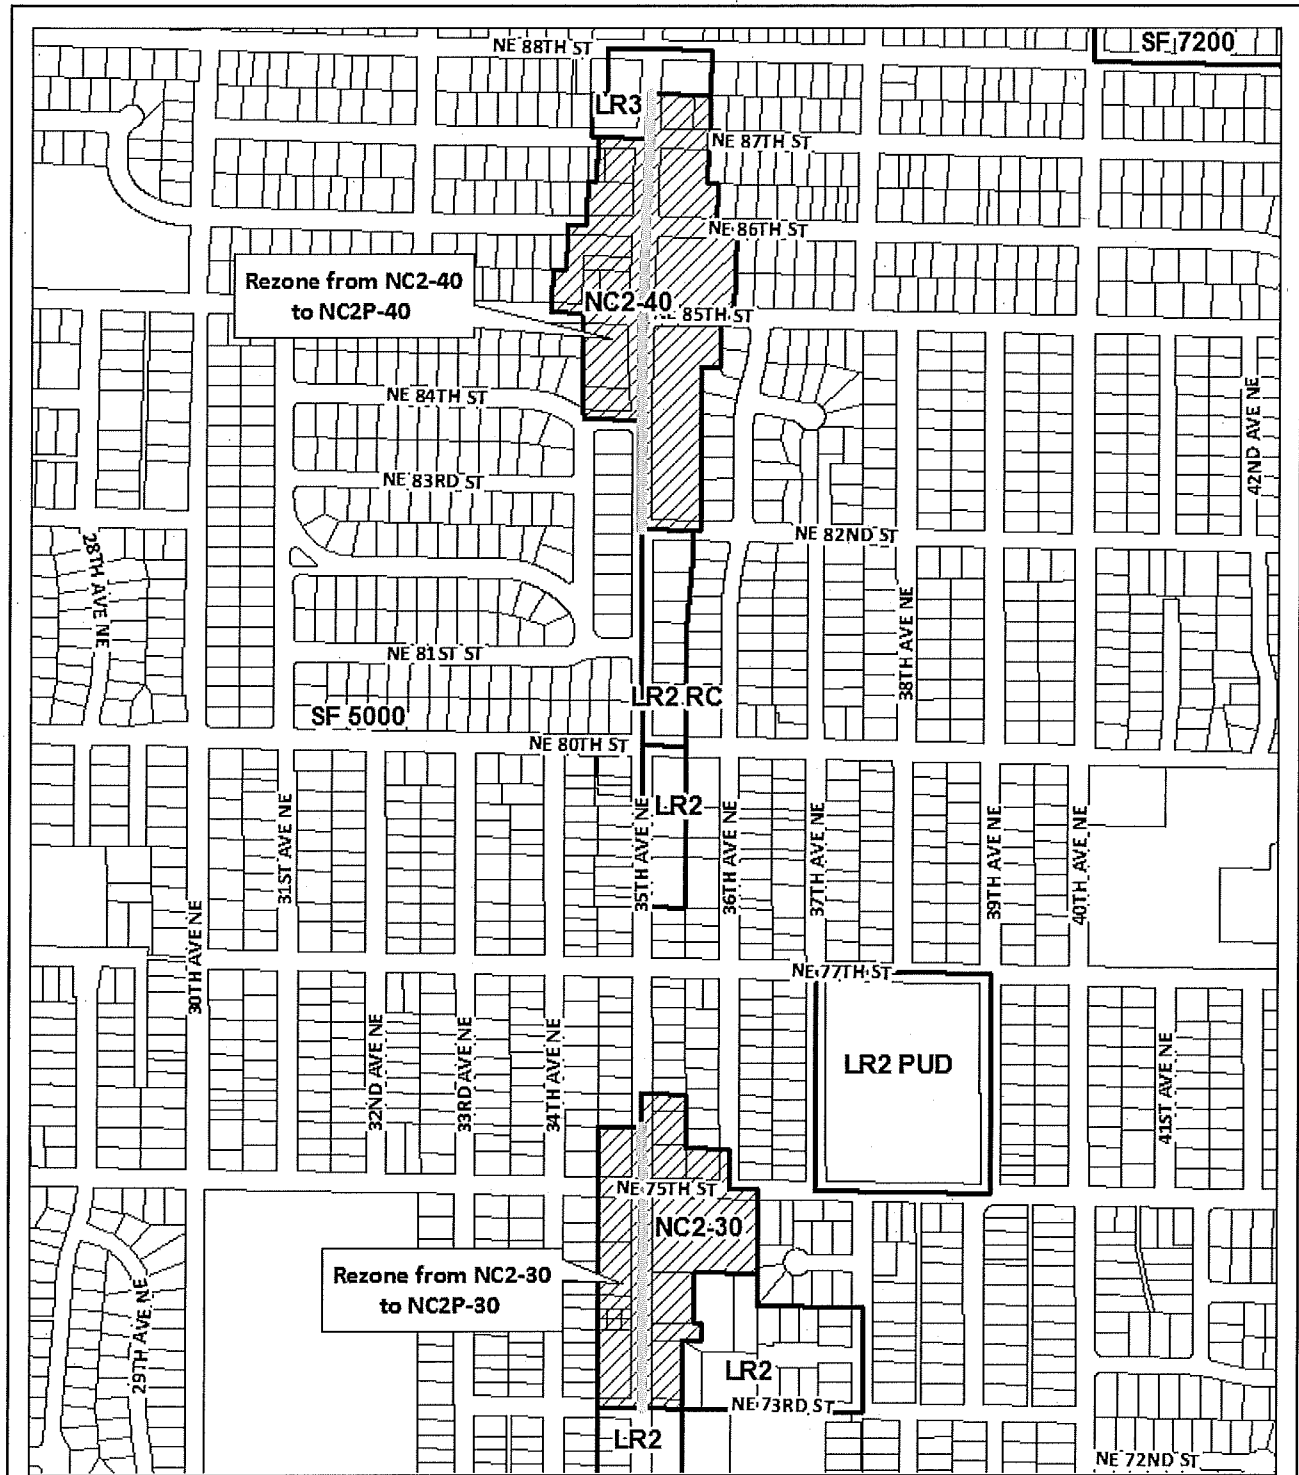 SF 7200
NE 88TH ST
LR3
NE 87TH ST
NE 86TH ST
Rezone from NC2-40
to NC2P-40
NC2-40
NE 85TH ST
NE 84TH ST
42ND AVE NE
NE 83RD ST
NE 82ND ST
28TH AVE NE
38TH AVE NE
NE 81ST ST
LR2 RC
SF 5000
NE 80TH ST
LR2
31ST AVE NE
35TH AVE NE
36TH AVE NE
37TH AVE NE
39TH AVE NE
40TH AVE NE
30TH AVE NE
NE 77TH ST
32ND AVE NE
33RD AVE NE
34TH AVE NE
LR2 PUD
41ST AVE NE
NE 75TH ST
NC2-30
Rezone from NC2-30
to NC2P-30
29TH AVE NE
LR2
NE 73RD ST
LR2
NE 72ND ST